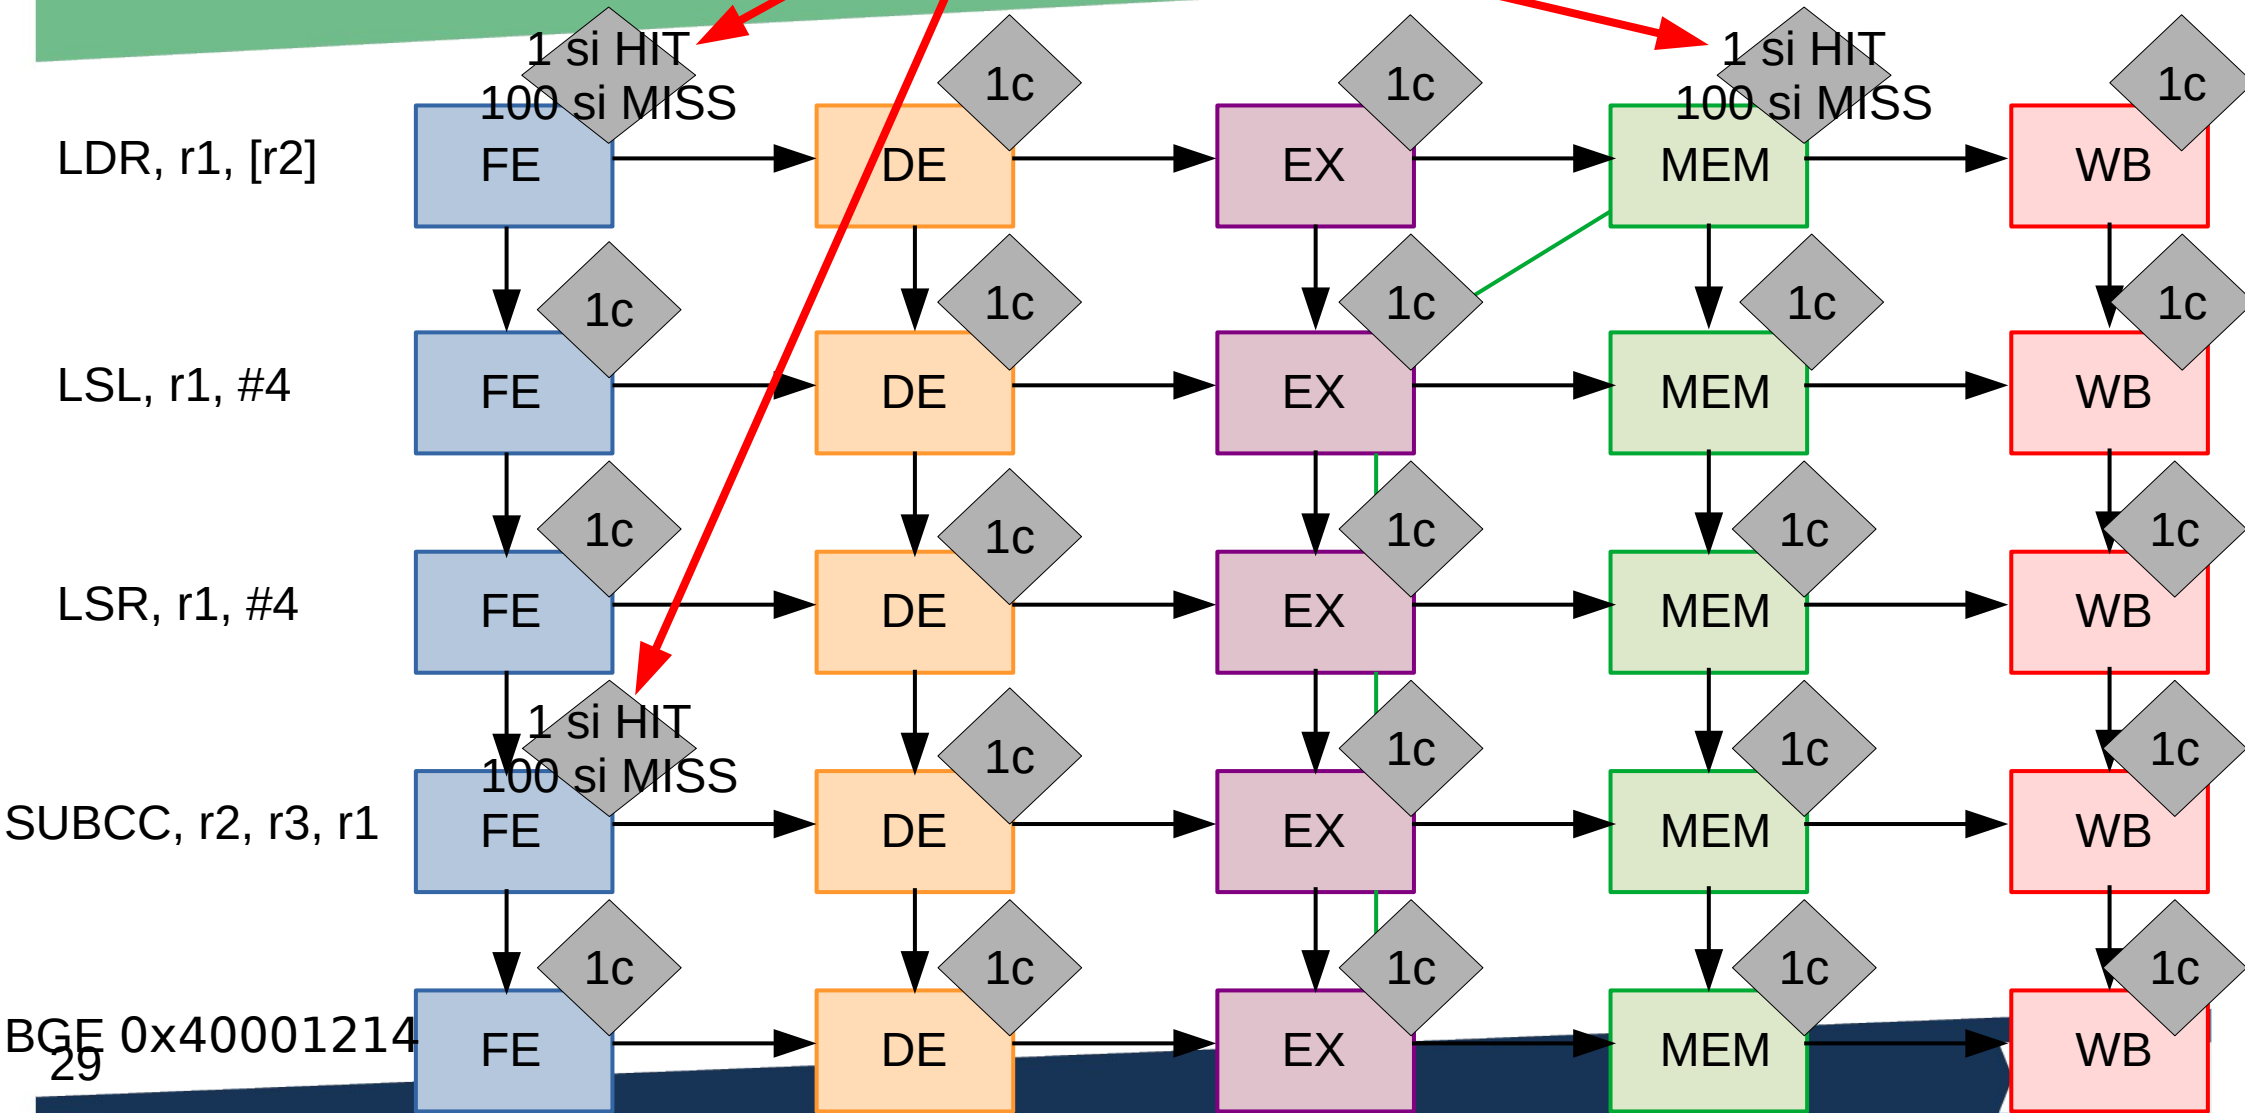 1 si HIT
100 si MISS
1c
1c
1 si HIT
100 si MISS
1c
LDR, r1, [r2]
FE
DE
EX
MEM
WB
1c
1c
1c
1c
1c
LSL, r1, #4
FE
DE
EX
MEM
WB
1c
1c
1c
1c
1c
LSR, r1, #4
FE
DE
EX
MEM
WB
1 si HIT
100 si MISS
1c
1c
1c
1c
SUBCC, r2, r3, r1
FE
DE
EX
MEM
WB
1c
1c
1c
1c
1c
BGE 0x40001214
FE
DE
EX
MEM
WB
29